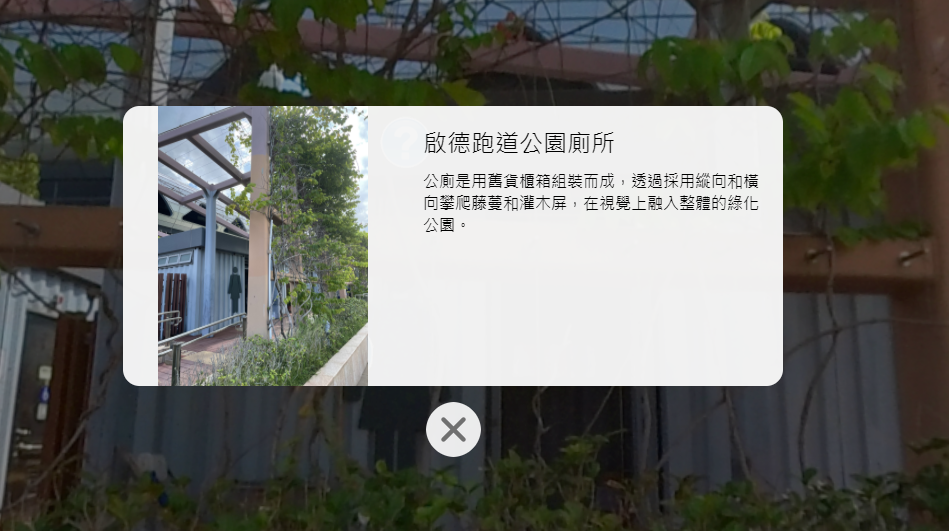 啟德跑道公園廁所
公廁是用舊貨櫃箱組裝而成，透過採用縱向和橫
向攀爬藤蔓和灌木屏，在視覺上融入整體的綠化
公園。